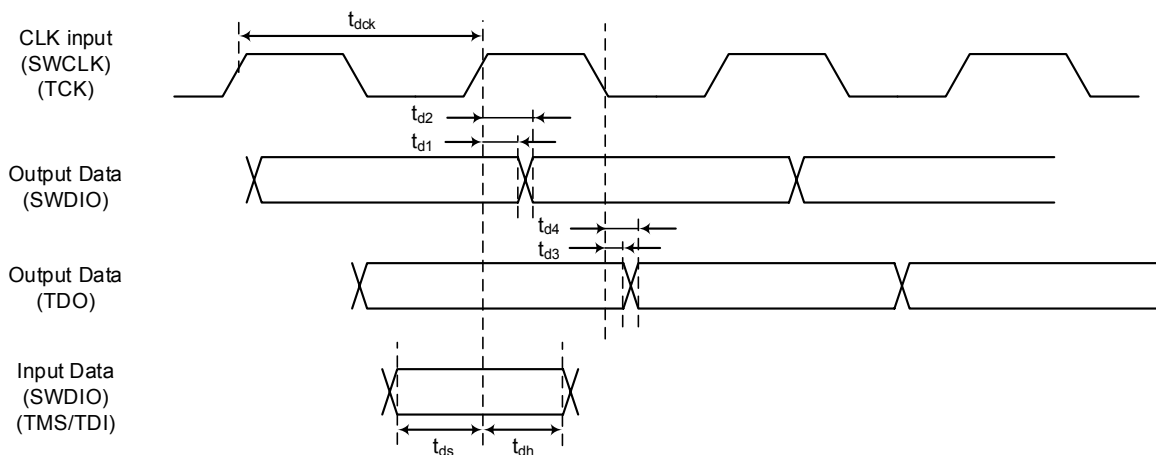 t_dck
CLK input
(SWCLK)
(TCK)
t_d2
t_d1
Output Data
(SWDIO)
t_d4
t_d3
Output Data
(TDO)
Input Data
(SWDIO)
(TMS/TDI)
t_ds
t_dh